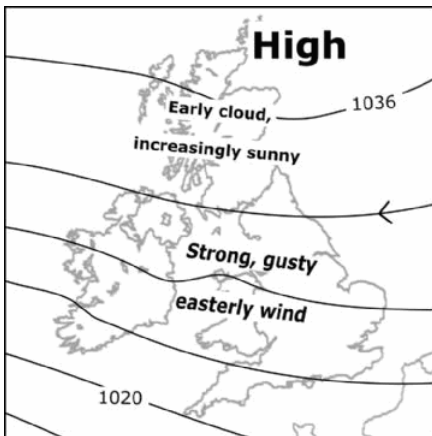 High
1036
Early cloud,
increasingly sunny
Strong, gusty
easterly wind
1020